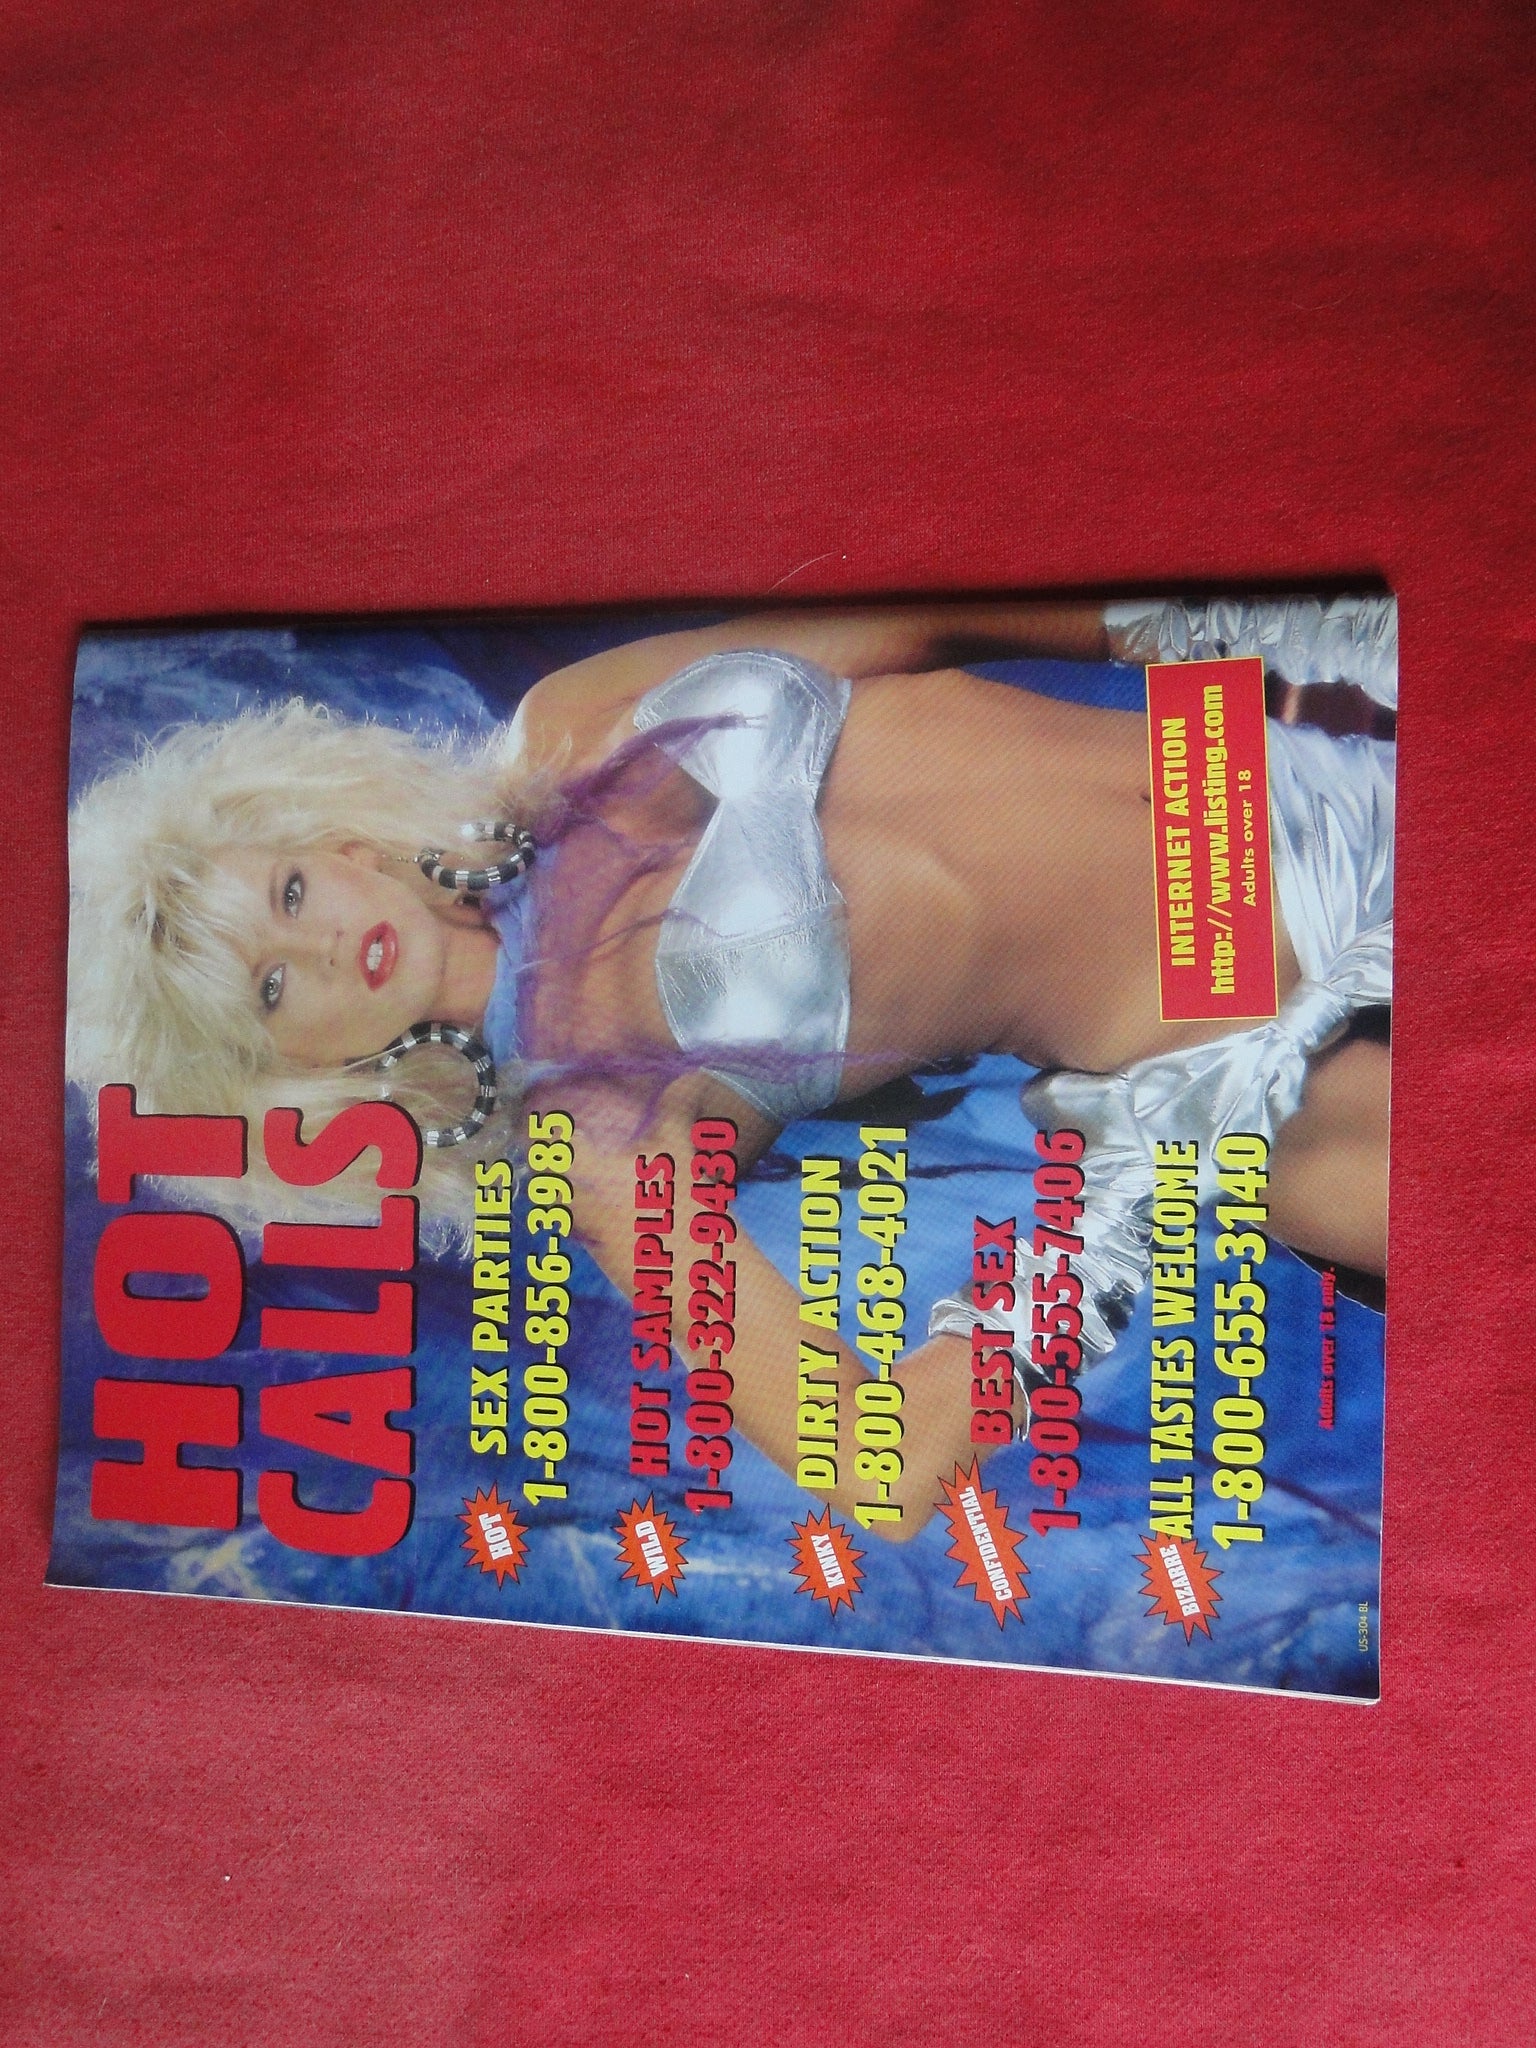 HOT
CALLS
HOT
SEX PARTIES
1-800-856-3985
WILD
HOT SAMPLES
1-800-322-9430
KINKY
DIRTY ACTION
1-800-468-4021
CONFIDENTIAL
BEST SEX
1-800-555-7406
BIZARRE
ALL TASTES WELCOME
1-800-655-3140
INTERNET ACTION
http://www.listing.com
Adults over 18
Adults over 18 only.
US-304 BL